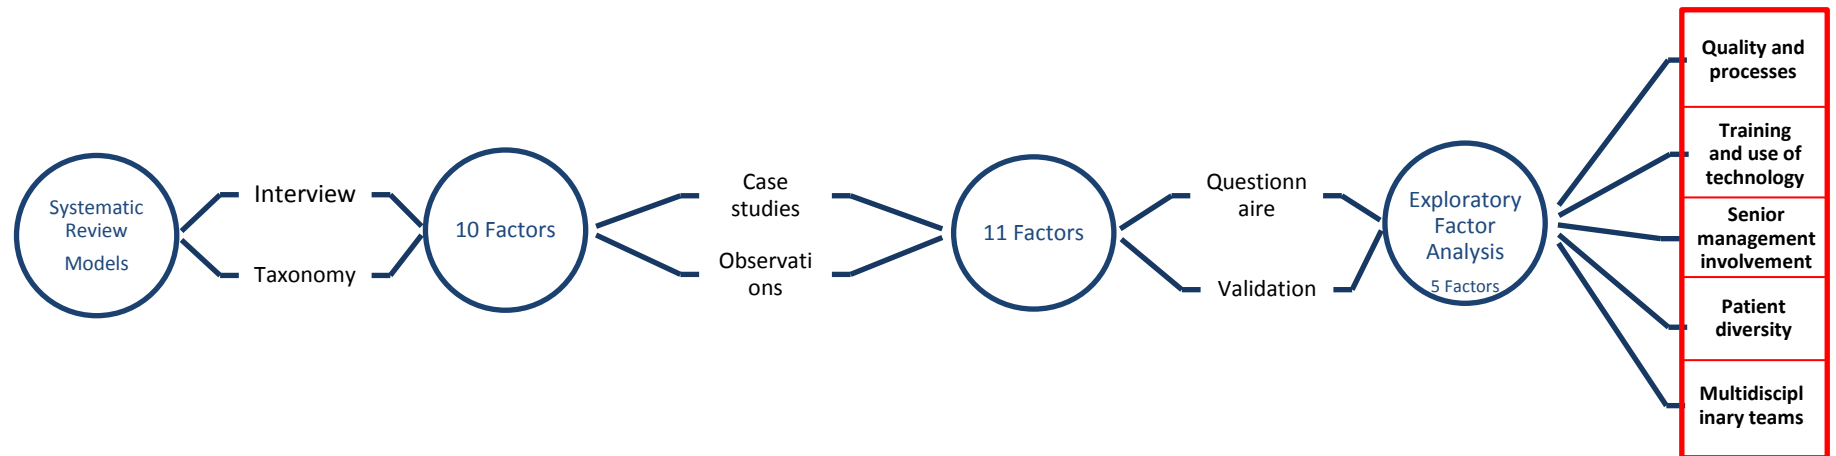 Systematic
Review
Models
Interview
Taxonomy
10 Factors
Case
studies
Observati
ons
11 Factors
Questionn
aire
Validation
Exploratory
Factor
Analysis
5 Factors
Quality and
processes
Training
and use of
technology
Senior
management
involvement
Patient
diversity
Multidiscipl
inary teams